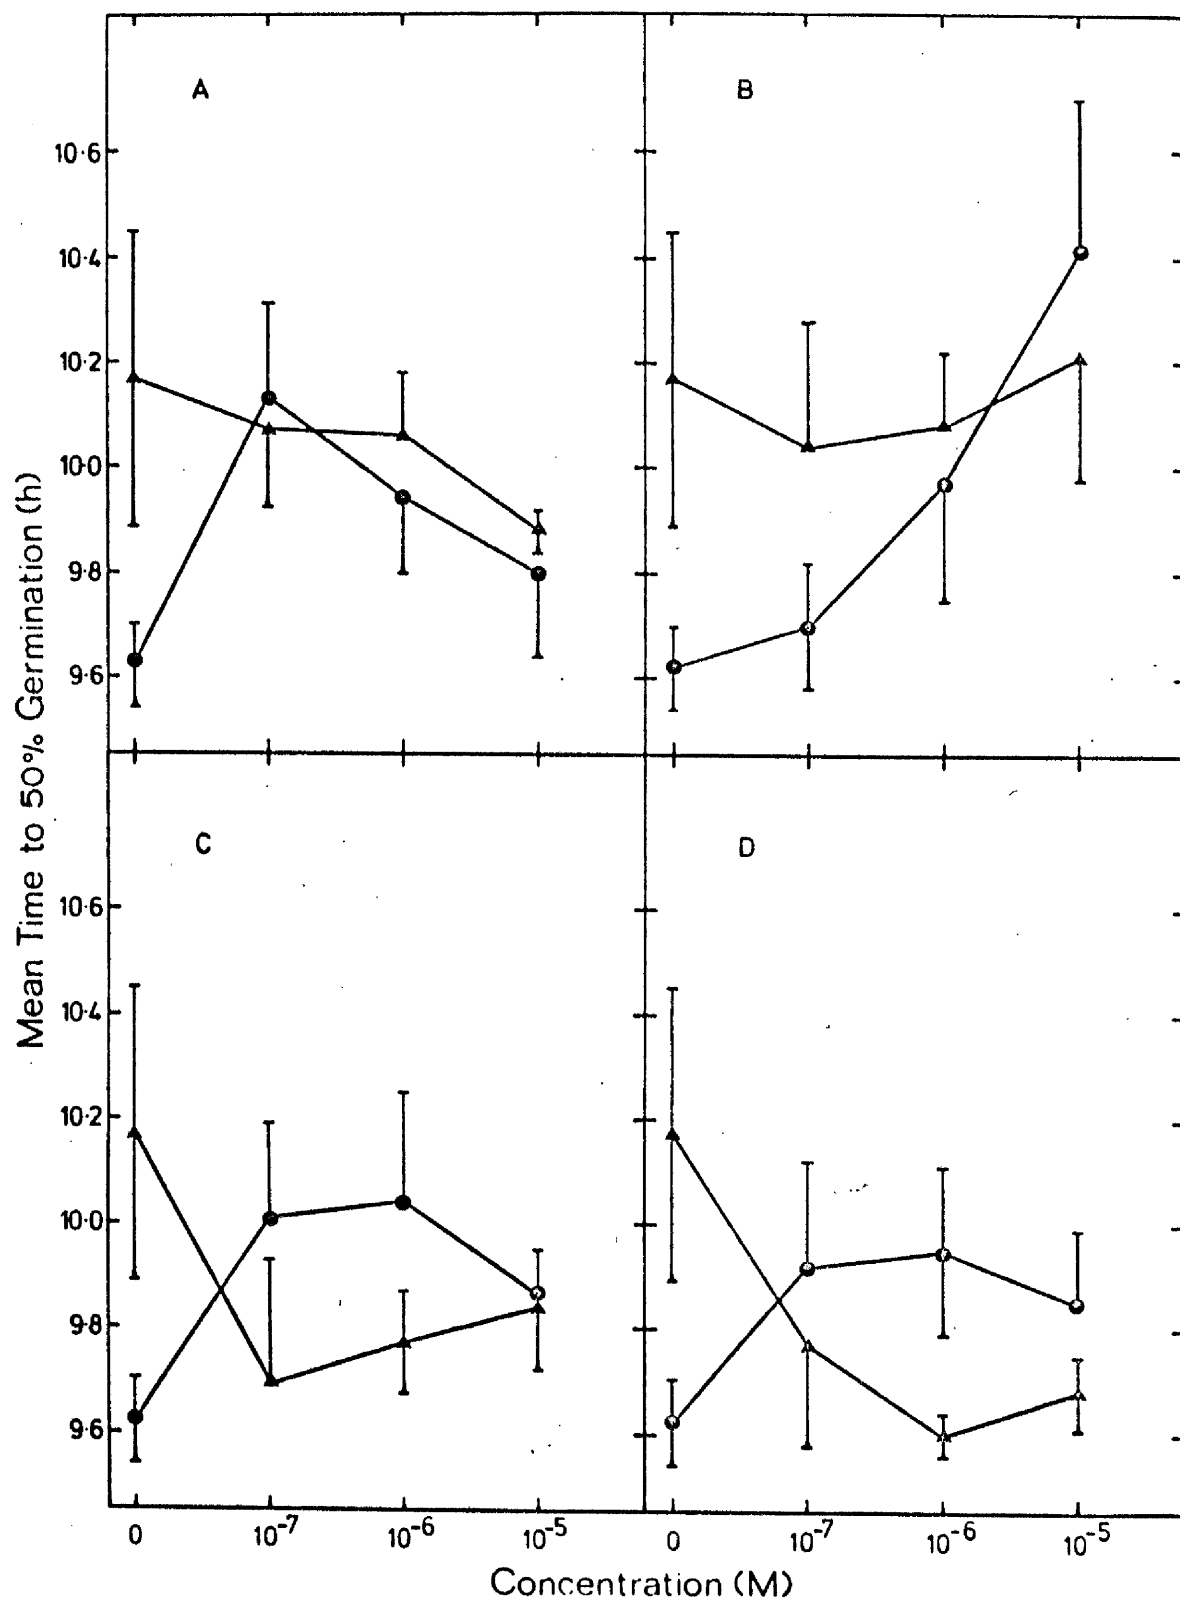 A
B
10·6
10·4
10·2
10·0
9·8
9·6
C
D
10·6
10·4
10·2
10·0
9·8
9·6
Mean Time to 50% Germination (h)
0 10⁻⁷ 10⁻⁶ 10⁻⁵ 0 10⁻⁷ 10⁻⁶ 10⁻⁵
Concentration (M)